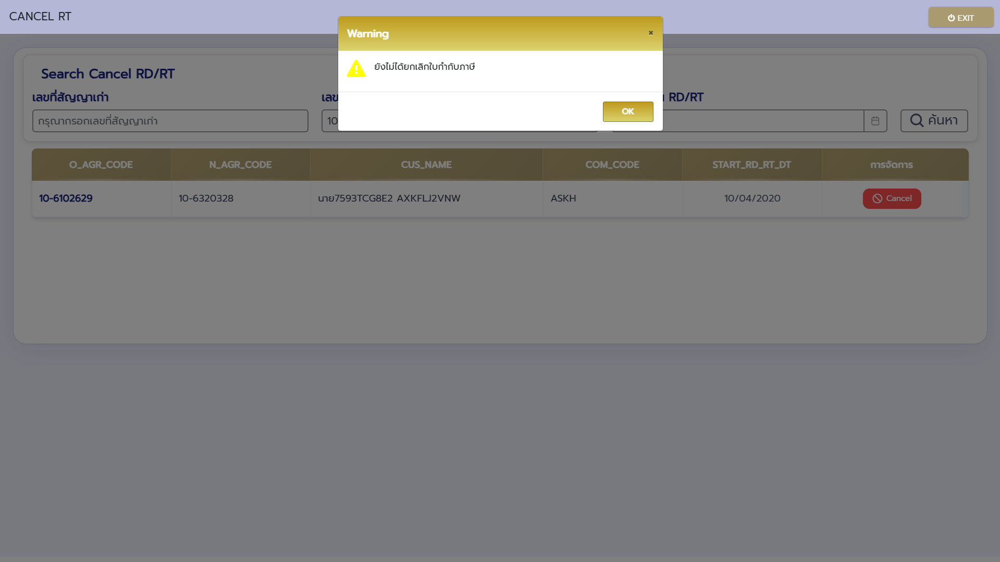 CANCEL RT
EXIT
Warning
ยังไม่ได้ยกเลิกใบกำกับภาษี
OK
Search Cancel RD/RT
เลขที่สัญญาเก่า
เลข
RD/RT
กรุณากรอกเลขที่สัญญาเก่า
10
ค้นหา
O_AGR_CODE N_AGR_CODE CUS_NAME COM_CODE START_RD_RT_DT การจัดการ
10-6102629 10-6320328 นาย7593TCG8E2 AXKFLJ2VNW ASKH 10/04/2020 Cancel